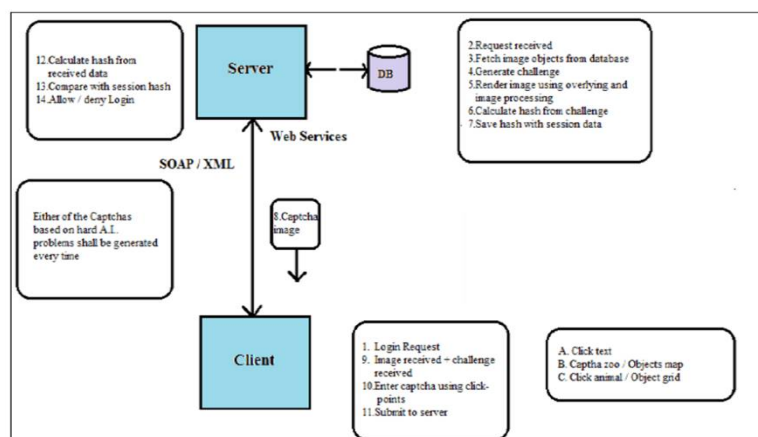 12.Calculate hash from
received data
13.Compare with session hash
14.Allow / deny Login
Server
DB
2.Request received
3.Fetch image objects from database
4.Generate challenge
5.Render image using overlying and
image processing
6.Calculate hash from challenge
7.Save hash with session data
Web Services
SOAP / XML
Either of the Captchas
based on hard A.I.
problems shall be generated
every time
8.Captcha
image
Client
1. Login Request
9. Image received + challenge
received
10.Enter captcha using click-
points
11.Submit to server
A. Click text
B. Captha zoo / Objects map
C. Click animal / Object grid